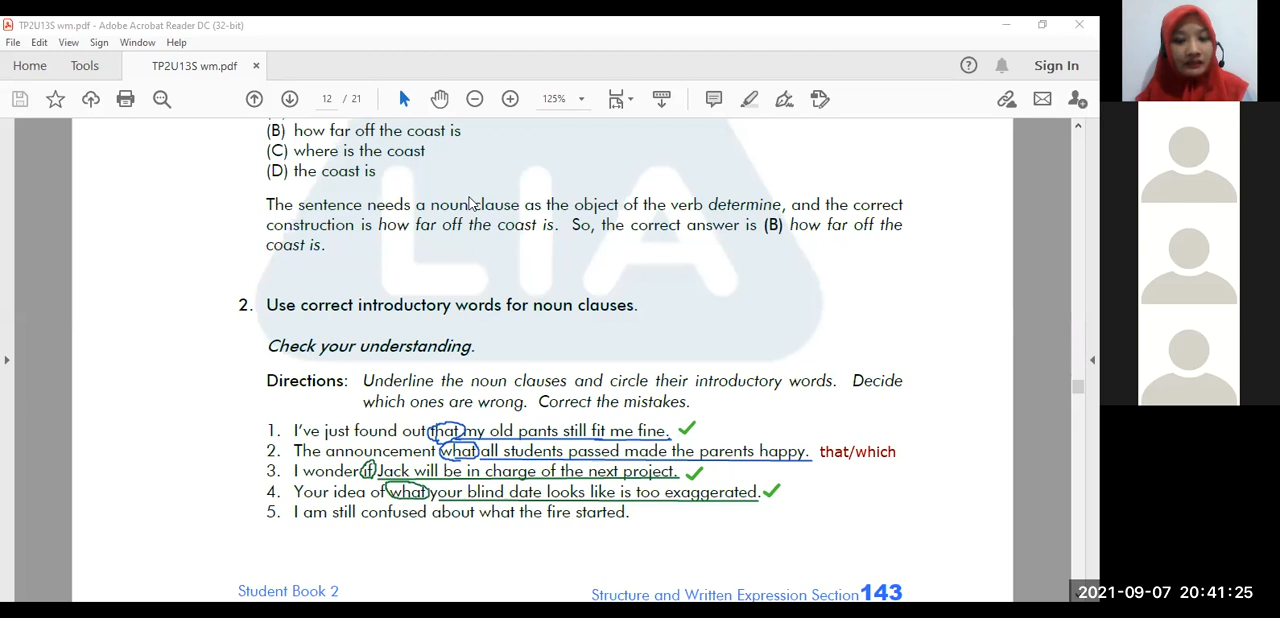 TP2U13S wm.pdf - Adobe Acrobat Reader DC (32-bit)
File Edit View Sign Window Help
Home Tools TP2U13S wm.pdf × Sign In
12 / 21 125%
(B) how far off the coast is
(C) where is the coast
(D) the coast is
The sentence needs a noun clause as the object of the verb determine, and the correct
construction is how far off the coast is. So, the correct answer is (B) how far off the
coast is.
LIA
2. Use correct introductory words for noun clauses.
Check your understanding.
Directions: Underline the noun clauses and circle their introductory words. Decide
which ones are wrong. Correct the mistakes.
1. I've just found out that my old pants still fit me fine.
2. The announcement what all students passed made the parents happy. that/which
3. I wonder if Jack will be in charge of the next project.
4. Your idea of what your blind date looks like is too exaggerated.
5. I am still confused about what the fire started.
Student Book 2 Structure and Written Expression Section 143
2021-09-07 20:41:25